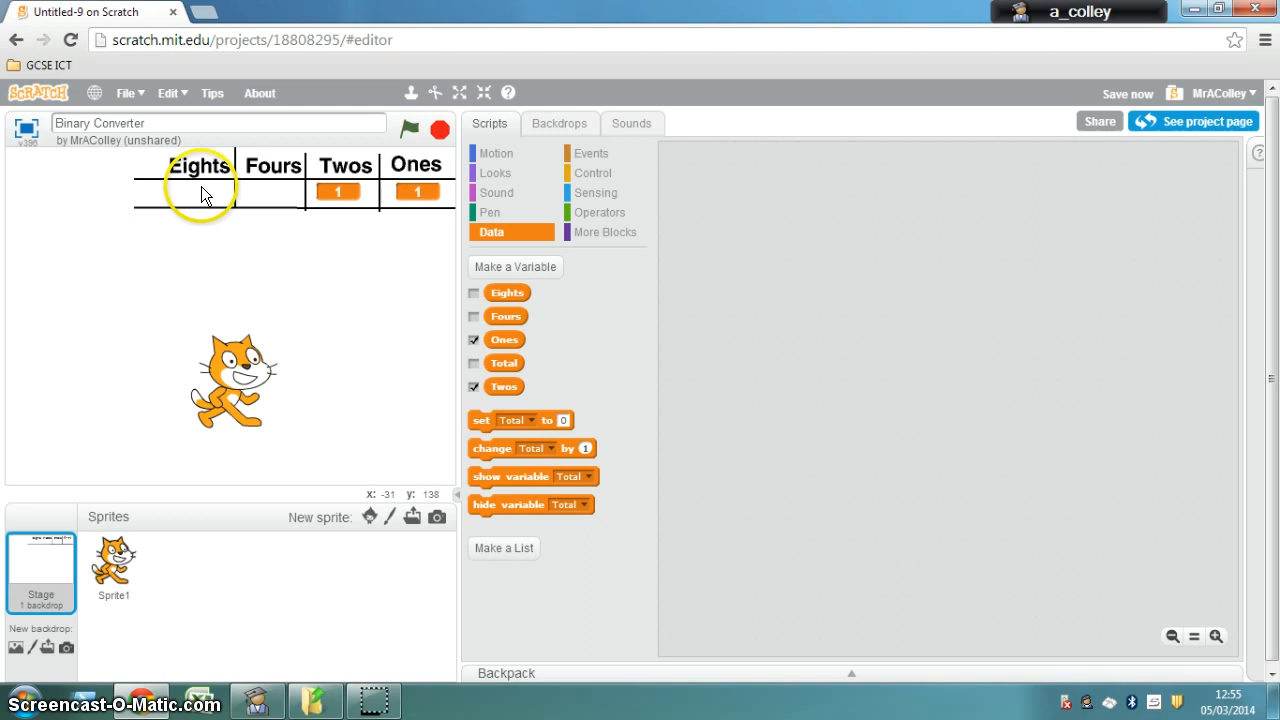 Untitled-9 on Scratch
a_colley
scratch.mit.edu/projects/18808295/#editor
GCSE ICT
SCRATCH File Edit Tips About Save now MrAColley
Binary Converter
by MrAColley (unshared)
v396
Scripts Backdrops Sounds Share See project page
Eights Fours Twos Ones
1 1
Motion Events
Looks Control
Sound Sensing
Pen Operators
Data More Blocks
Make a Variable
Eights
Fours
Ones
Total
Twos
set Total to 0
change Total by 1
show variable Total
hide variable Total
Make a List
x: -31 y: 138
Sprites New sprite:
Stage
1 backdrop
Sprite1
New backdrop:
Backpack
12:55
05/03/2014
Screencast-O-Matic.com